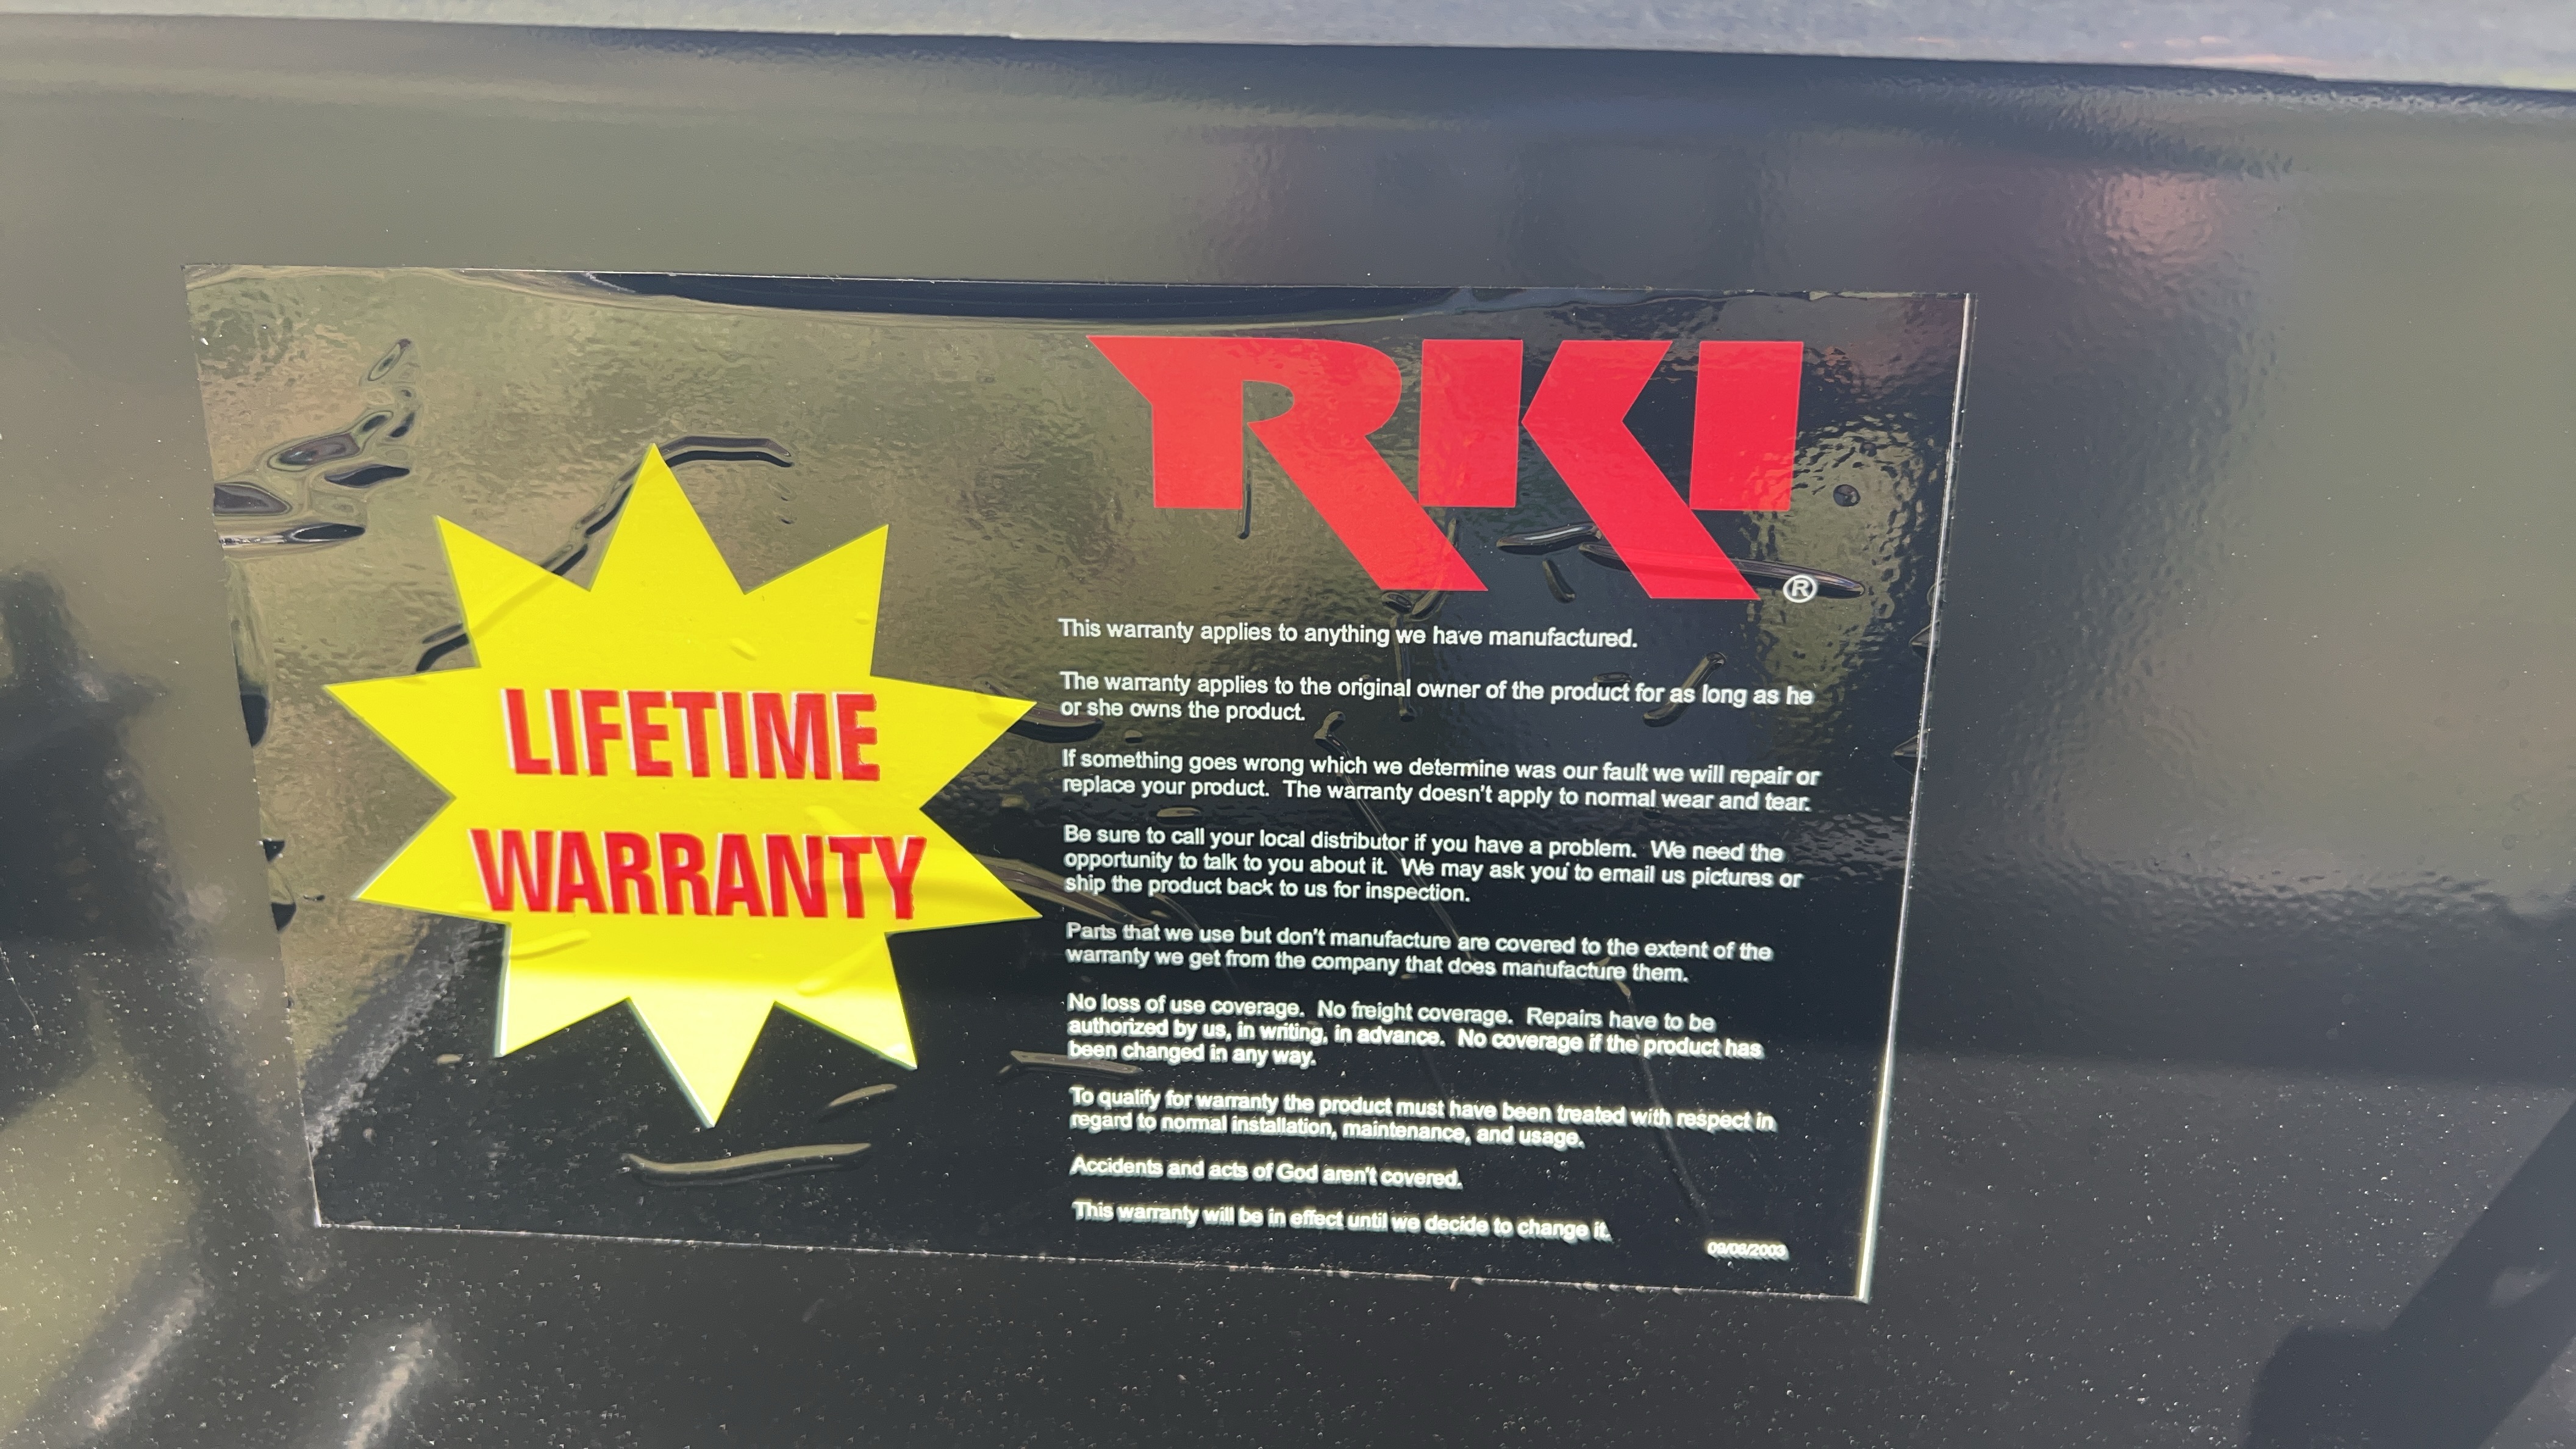 RKI®
LIFETIME
WARRANTY
This warranty applies to anything we have manufactured.
The warranty applies to the original owner of the product for as long as he
or she owns the product.
If something goes wrong which we determine was our fault we will repair or
replace your product. The warranty doesn't apply to normal wear and tear.
Be sure to call your local distributor if you have a problem. We need the
opportunity to talk to you about it. We may ask you to email us pictures or
ship the product back to us for inspection.
Parts that we use but don't manufacture are covered to the extent of the
warranty we get from the company that does manufacture them.
No loss of use coverage. No freight coverage. Repairs have to be
authorized by us, in writing, in advance. No coverage if the product has
been changed in any way.
To qualify for warranty the product must have been treated with respect in
regard to normal installation, maintenance, and usage.
Accidents and acts of God aren't covered.
This warranty will be in effect until we decide to change it.